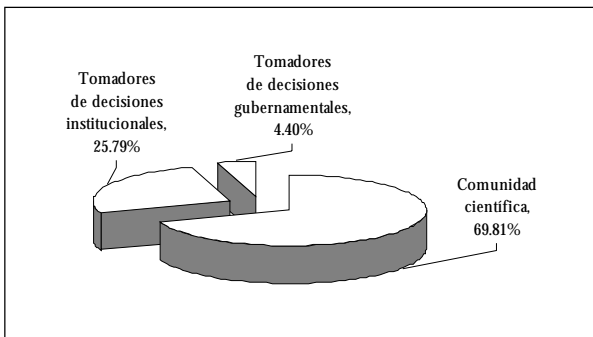 Tomadores
de decisiones
institucionales,
25.79%
Tomadores
de decisiones
gubernamentales,
4.40%
Comunidad
científica,
69.81%